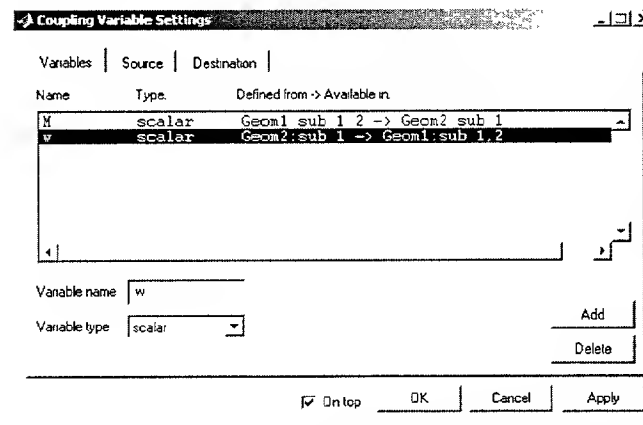 Coupling Variable Settings
Variables Source Destination
Name Type. Defined from -> Available in
M scalar Geom1 sub 1 2 -> Geom2 sub 1
w scalar Geom2:sub 1 -> Geom1:sub 1,2
Variable name w
Variable type scalar
Add
Delete
On top OK Cancel Apply